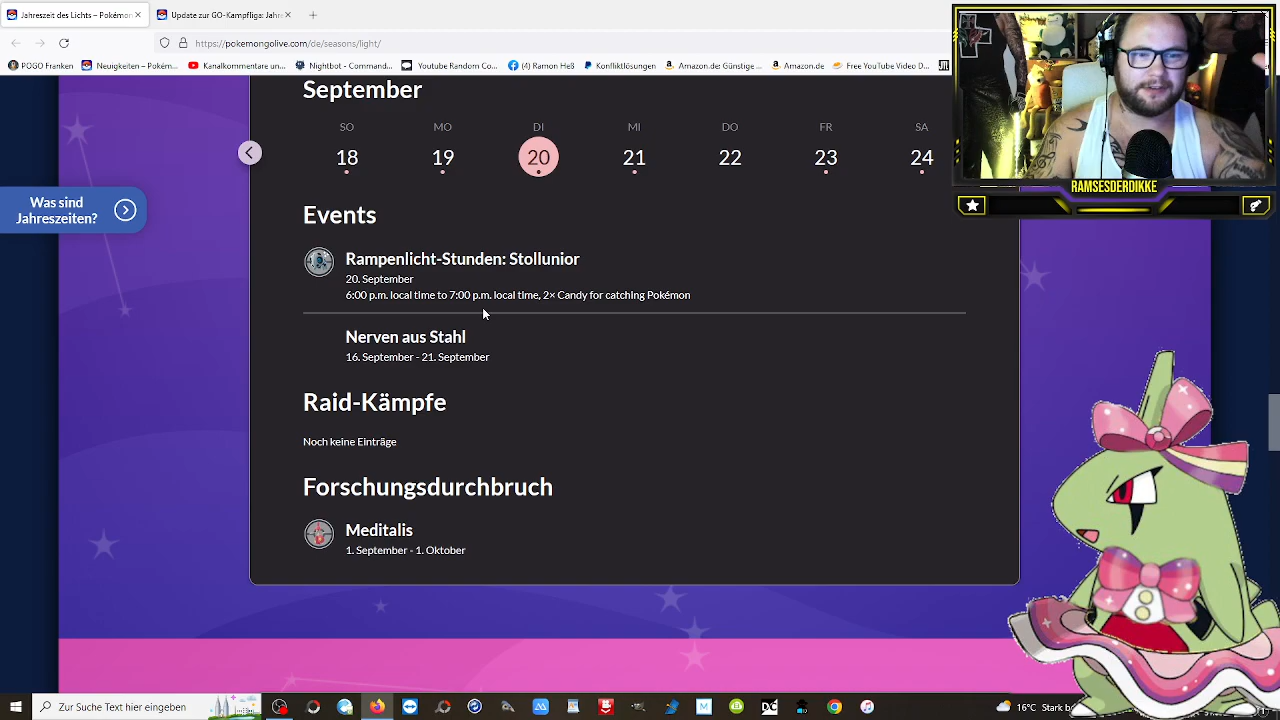 Jahreszeit des Lichts – Pokémon
Update zur GO-Kampfliga: Jahr
https://pokemongolive.com/de/seasons/light/
POGO Franken
Neuigkeiten – Pokém...
Kanalkommentare un...
Nightbot - Command...
Youtube Stream Co...
(4) Ramon Heß
Konfliktlösungen
Amazon.de Günstige ...
Amazon.de
Free YouTube Video D...
RAMSESDERDIKKE
September
SO MO DI MI DO FR SA
18 19 20 21 22 23 24
Was sind
Jahreszeiten?
Events
Rampenlicht-Stunden: Stollunior
20. September
6:00 p.m. local time to 7:00 p.m. local time, 2× Candy for catching Pokémon
Nerven aus Stahl
16. September - 21. September
Raid-Kämpfe
Noch keine Einträge
Forschungsdurchbruch
Meditalis
1. September - 1. Oktober
Zur Suche Text hier eingeben
16°C Stark b